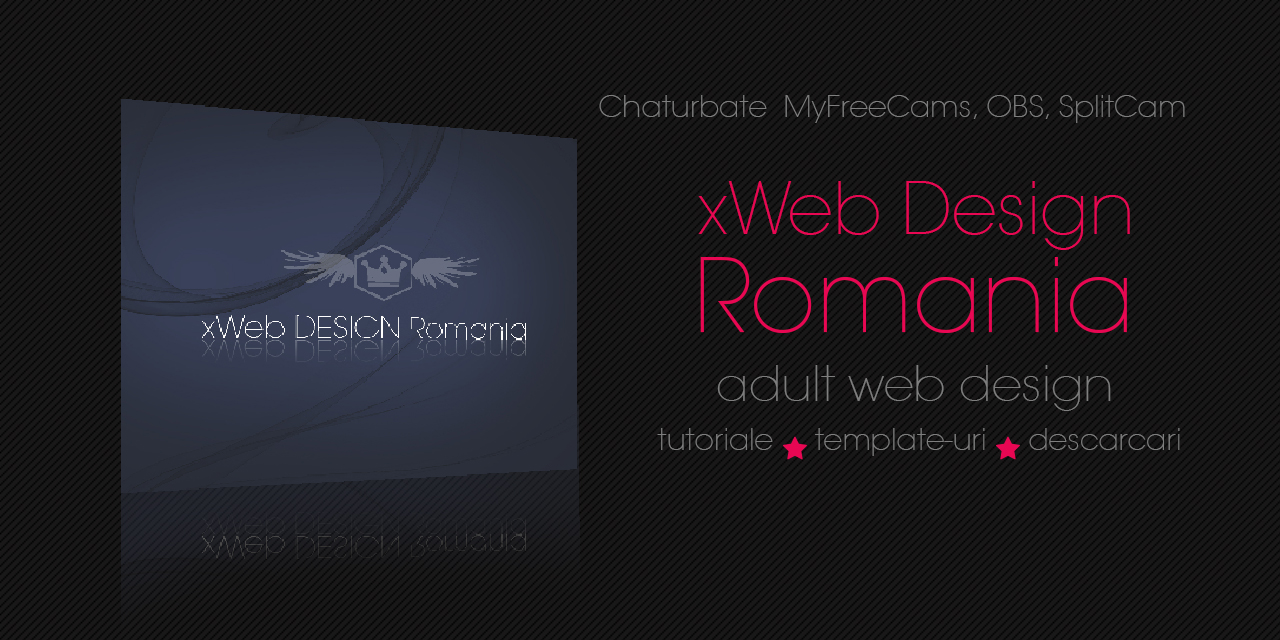 Chaturbate MyFreeCams, OBS, SplitCam
xWeb Design
Romania
adult web design
tutoriale ★ template-uri ★ descarcari
xWeb DESIGN Romania